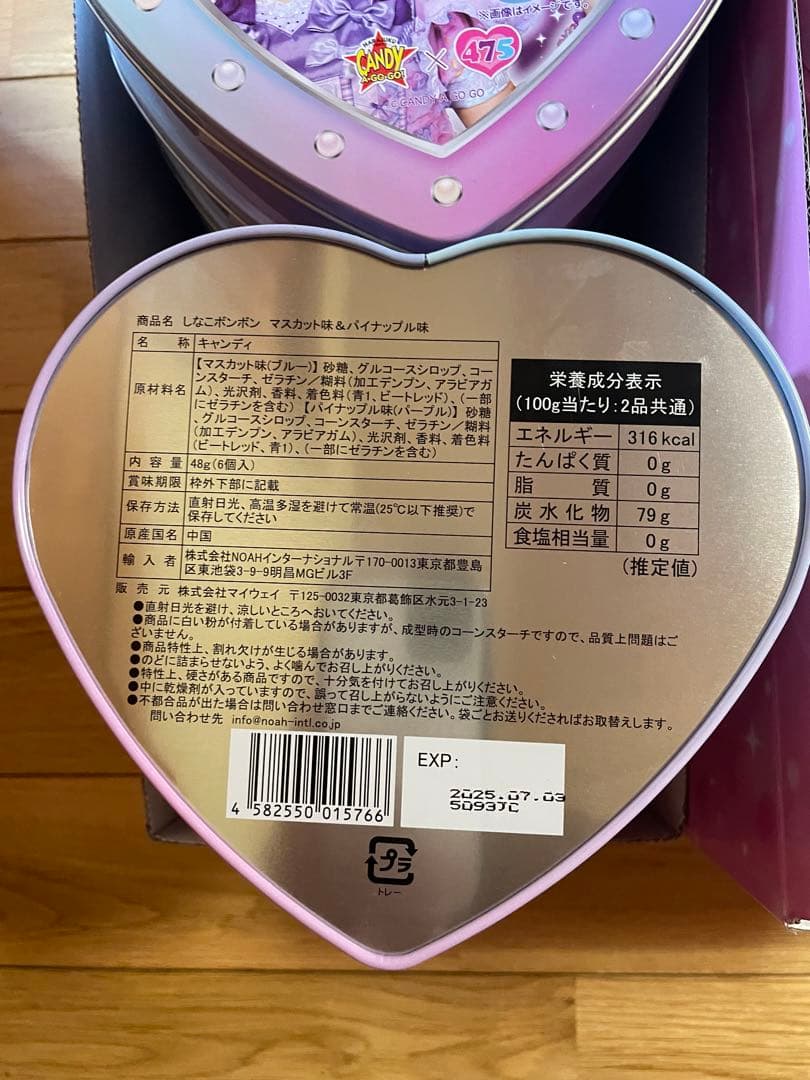 ※画像はイメージです。
HARAJUKU
CANDY
A・GO・GO!
×
475
© CANDY A GO GO
商品名 しなこボンボン マスカット味＆パイナップル味
名 称 キャンディ
原材料名
【マスカット味(ブルー)】砂糖、グルコースシロップ、コー
ンスターチ、ゼラチン／糊料(加工デンプン、アラビアガ
ム)、光沢剤、香料、着色料(青1、ビートレッド)、(一部
にゼラチンを含む)【パイナップル味(パープル)】砂糖
、グルコースシロップ、コーンスターチ、ゼラチン／糊料
(加工デンプン、アラビアガム)、光沢剤、香料、着色料
(ビートレッド、青1)、(一部にゼラチンを含む)
内 容 量 48g(6個入)
賞味期限 枠外下部に記載
保存方法 直射日光、高温多湿を避けて常温(25℃以下推奨)で
保存してください
原産国名 中国
輸 入 者 株式会社NOAHインターナショナル〒170-0013東京都豊島
区東池袋3-9-9明昌MGビル3F
販 売 元 株式会社マイウェイ 〒125-0032東京都葛飾区水元3-1-23
●直射日光を避け、涼しいところへおいてください。
●商品に白い粉が付着している場合がありますが、成型時のコーンスターチですので、品質上問題はご
ざいません。
●商品特性上、割れ欠けが生じる場合があります。
●のどに詰まらせないよう、よく噛んでお召し上がりください。
●特性上、硬さがある商品ですので、十分気を付けてお召し上がりください。
●中に乾燥剤が入っていますので、誤って召し上がらないようにご注意ください。
●不都合品が出た場合は問い合わせ窓口までご連絡ください。袋ごとお送りくださればお取替えします。
問い合わせ先 info@noah-intl.co.jp
栄養成分表示
(100g当たり：2品共通)
エネルギー 316kcal
たんぱく質 0g
脂 質 0g
炭水化物 79g
食塩相当量 0g
(推定値)
4 582550 015766
EXP:
2025.07.03
5093JC
プラ
トレー